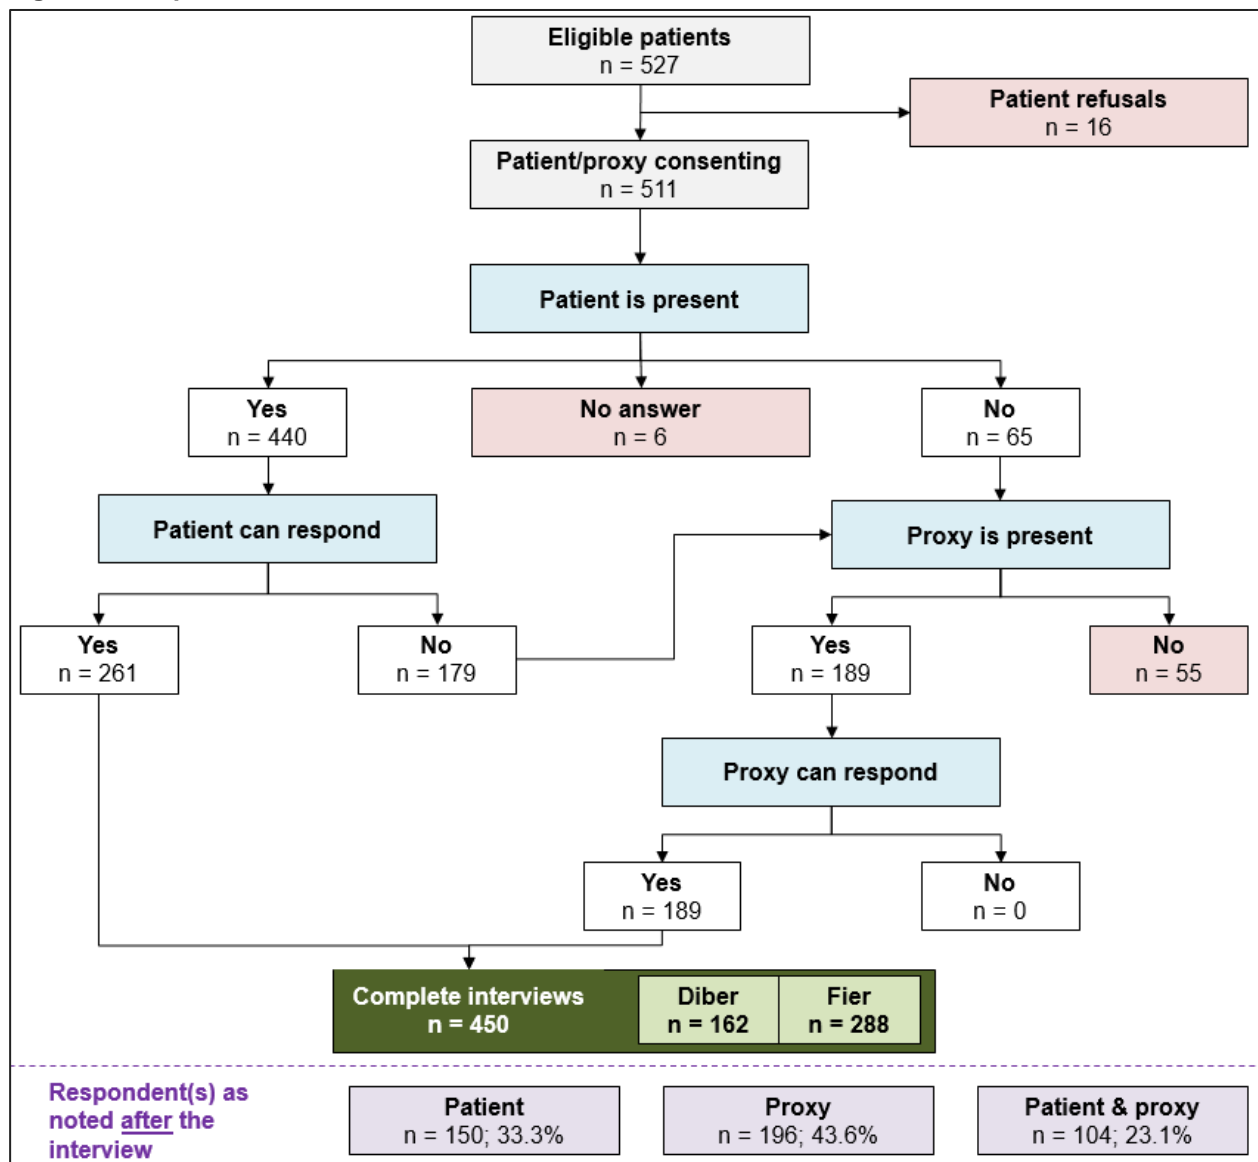 Eligible patients
n = 527
Patient refusals
n = 16
Patient/proxy consenting
n = 511
Patient is present
Yes
n = 440
No answer
n = 6
No
n = 65
Patient can respond
Proxy is present
Yes
n = 261
No
n = 179
Yes
n = 189
No
n = 55
Proxy can respond
Yes
n = 189
No
n = 0
Complete interviews
n = 450
Diber
n = 162
Fier
n = 288
Respondent(s) as
noted after the
interview
Patient
n = 150; 33.3%
Proxy
n = 196; 43.6%
Patient & proxy
n = 104; 23.1%